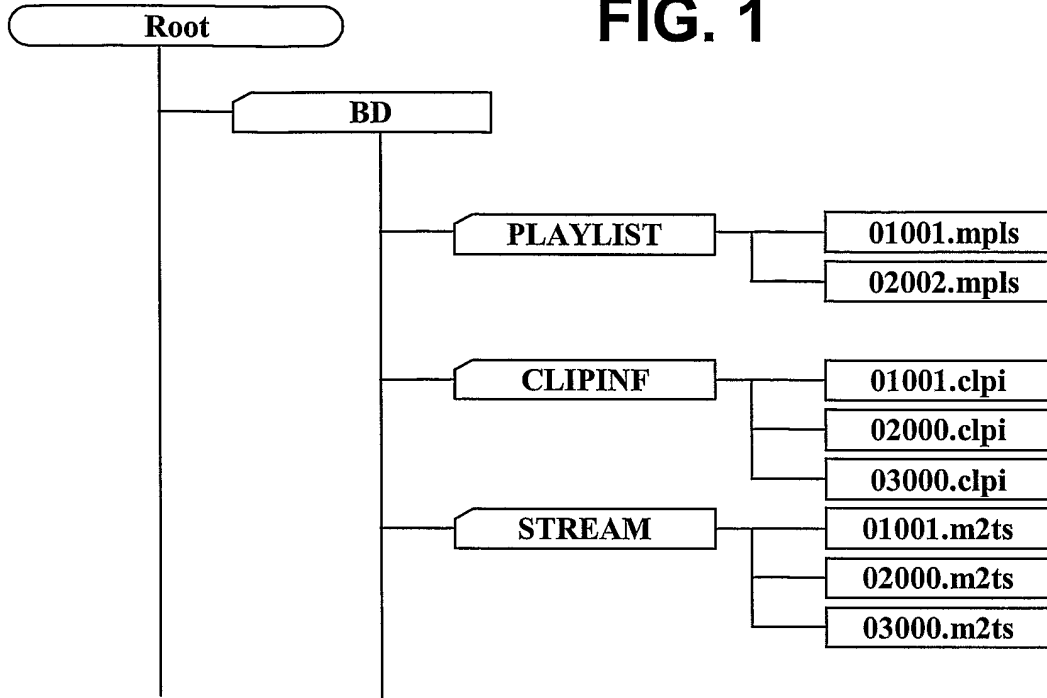 FIG. 1
Root
BD
PLAYLIST
01001.mpls
02002.mpls
CLIPINF
01001.clpi
02000.clpi
03000.clpi
STREAM
01001.m2ts
02000.m2ts
03000.m2ts